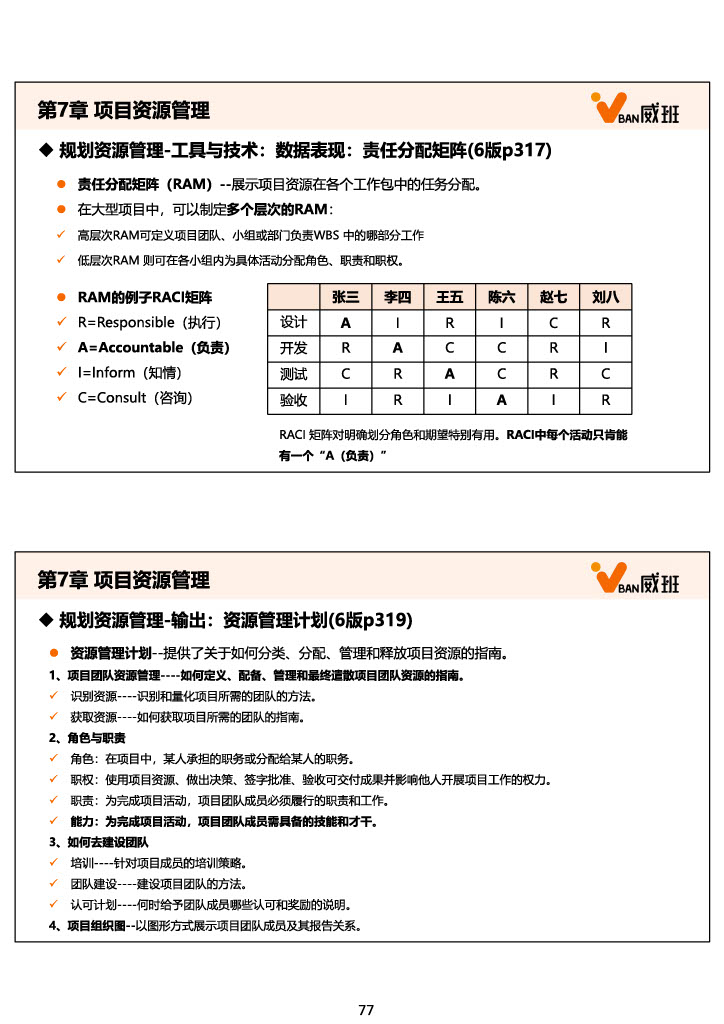 第7章 项目资源管理
BAN威班
◆ 规划资源管理-工具与技术：数据表现：责任分配矩阵(6版p317)
● 责任分配矩阵（RAM）--展示项目资源在各个工作包中的任务分配。
● 在大型项目中，可以制定多个层次的RAM：
✓ 高层次RAM可定义项目团队、小组或部门负责WBS 中的哪部分工作
✓ 低层次RAM 则可在各小组内为具体活动分配角色、职责和职权。
● RAM的例子RACI矩阵
✓ R=Responsible（执行）
✓ A=Accountable（负责）
✓ I=Inform（知情）
✓ C=Consult（咨询）
张三 李四 王五 陈六 赵七 刘八
设计 A I R I C R
开发 R A C C R I
测试 C R A C R C
验收 I R I A I R
RACI 矩阵对明确划分角色和期望特别有用。RACI中每个活动只肯能
有一个“A（负责）”
第7章 项目资源管理
BAN威班
◆ 规划资源管理-输出：资源管理计划(6版p319)
● 资源管理计划--提供了关于如何分类、分配、管理和释放项目资源的指南。
1、项目团队资源管理----如何定义、配备、管理和最终遣散项目团队资源的指南。
✓ 识别资源----识别和量化项目所需的团队的方法。
✓ 获取资源----如何获取项目所需的团队的指南。
2、角色与职责
✓ 角色：在项目中，某人承担的职务或分配给某人的职务。
✓ 职权：使用项目资源、做出决策、签字批准、验收可交付成果并影响他人开展项目工作的权力。
✓ 职责：为完成项目活动，项目团队成员必须履行的职责和工作。
✓ 能力：为完成项目活动，项目团队成员需具备的技能和才干。
3、如何去建设团队
✓ 培训----针对项目成员的培训策略。
✓ 团队建设----建设项目团队的方法。
✓ 认可计划----何时给予团队成员哪些认可和奖励的说明。
4、项目组织图--以图形方式展示项目团队成员及其报告关系。
77